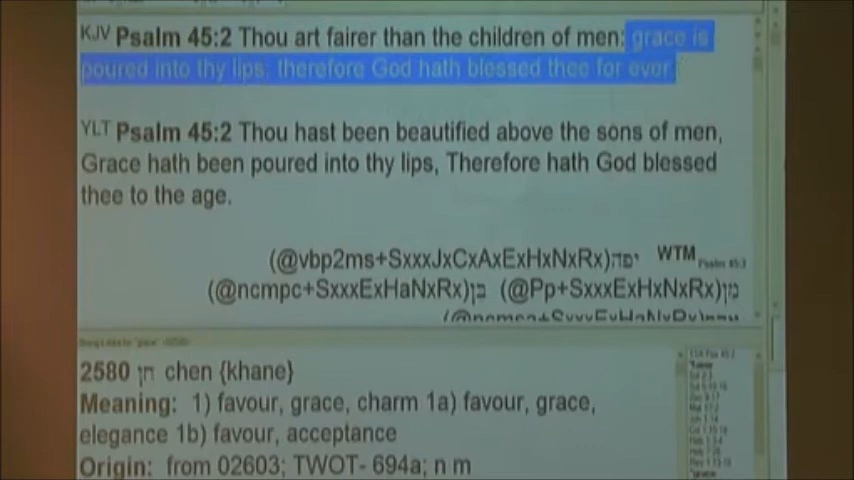 KJV Psalm 45:2 Thou art fairer than the children of men: grace is
poured into thy lips: therefore God hath blessed thee for ever.
YLT Psalm 45:2 Thou hast been beautified above the sons of men,
Grace hath been poured into thy lips, Therefore hath God blessed
thee to the age.
WTM Psalm 45:3 יפה(@vbp2ms+SxxxJxCxAxExHxNxRx)
מן(@Pp+SxxxExHxNxRx) בן(@ncmpc+SxxxExHaNxRx)
2580 חן chen {khane}
Meaning: 1) favour, grace, charm 1a) favour, grace,
elegance 1b) favour, acceptance
Origin: from 02603; TWOT- 694a; n m